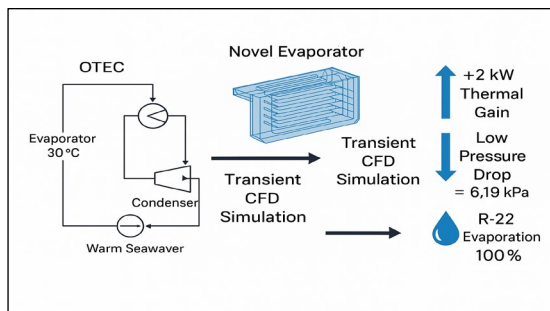 OTEC
Evaporator
30 °C
Condenser
Warm Seawaver
Novel Evaporator
Transient
CFD
Simulation
Transient
CFD
Simulation
+2 kW
Thermal
Gain
Low
Pressure
Drop
= 6,19 kPa
R-22
Evaporation
100 %